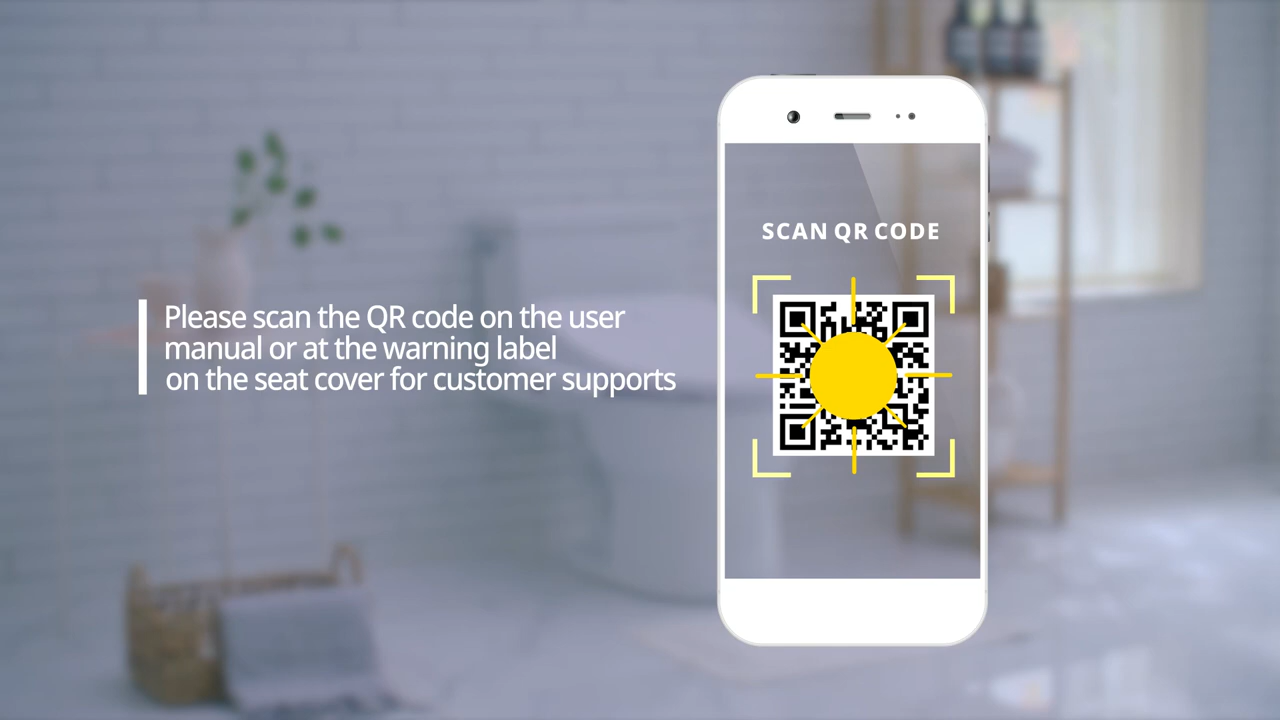 Please scan the QR code on the user
manual or at the warning label
on the seat cover for customer supports
SCAN QR CODE